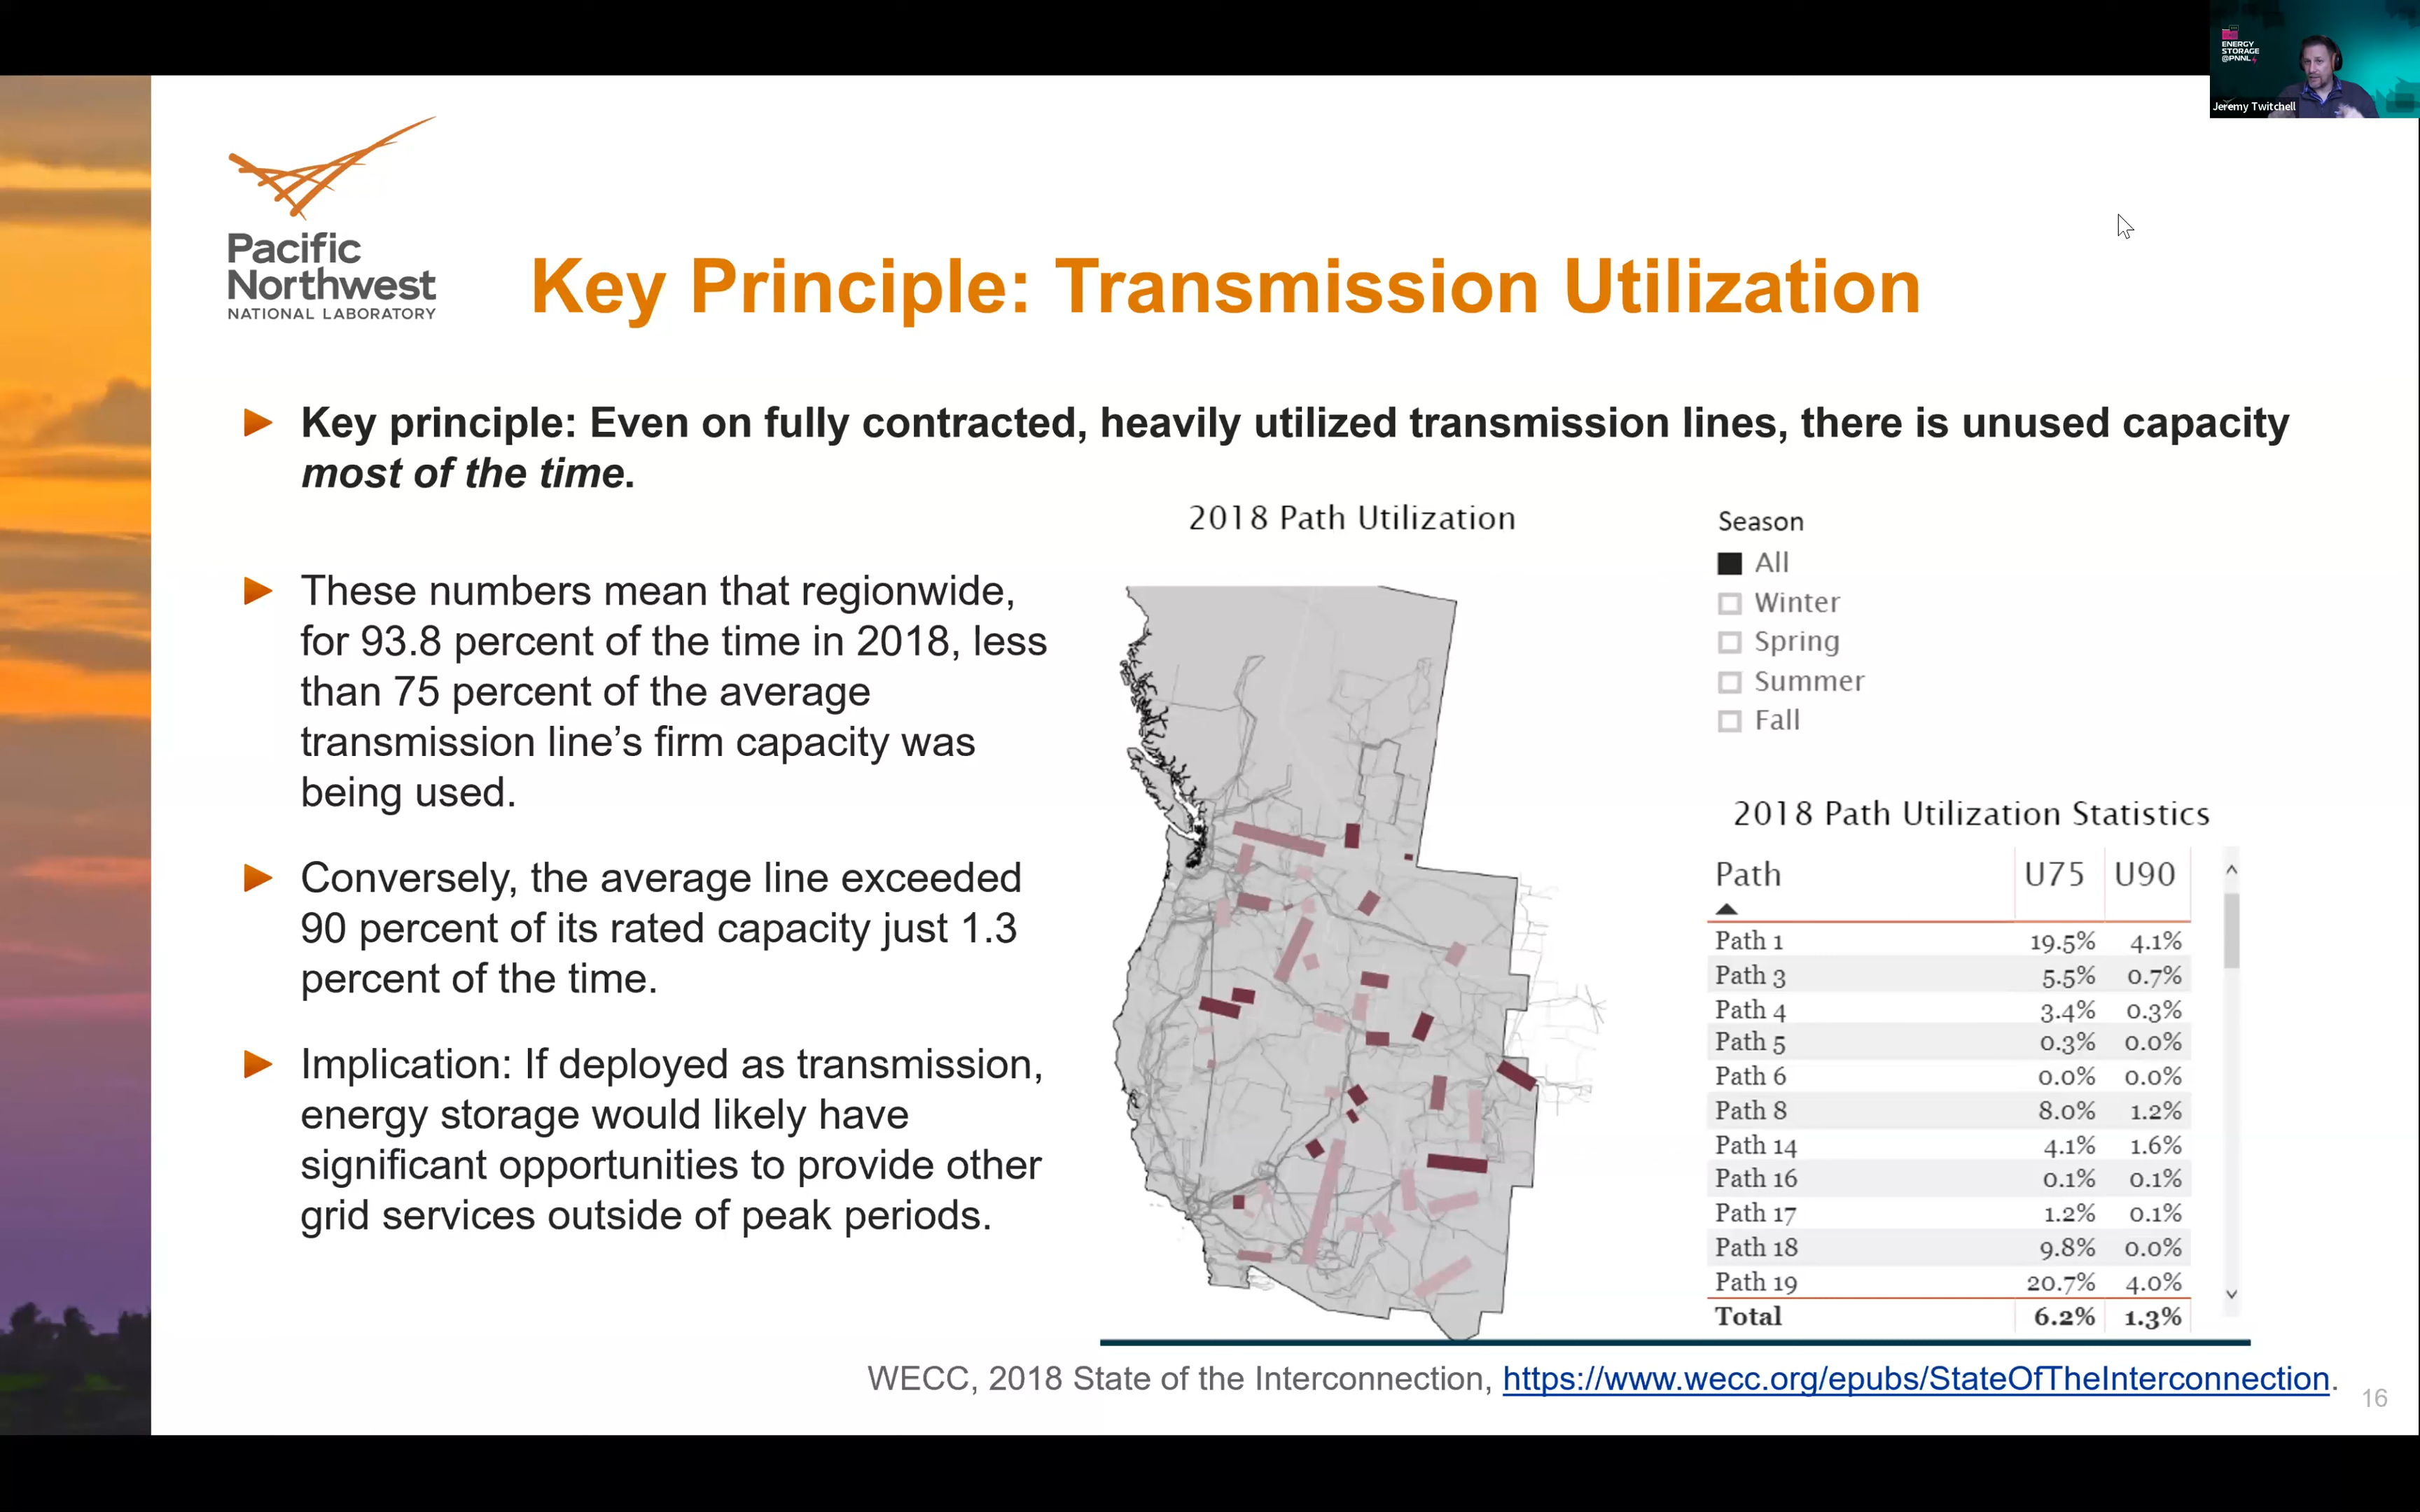 ENERGY
STORAGE
@PNNL
Jeremy Twitchell
Pacific
Northwest
NATIONAL LABORATORY
Key Principle: Transmission Utilization
Key principle: Even on fully contracted, heavily utilized transmission lines, there is unused capacity
most of the time.
These numbers mean that regionwide,
for 93.8 percent of the time in 2018, less
than 75 percent of the average
transmission line’s firm capacity was
being used.
Conversely, the average line exceeded
90 percent of its rated capacity just 1.3
percent of the time.
Implication: If deployed as transmission,
energy storage would likely have
significant opportunities to provide other
grid services outside of peak periods.
2018 Path Utilization
Season
All
Winter
Spring
Summer
Fall
2018 Path Utilization Statistics
Path U75 U90
Path 1 19.5% 4.1%
Path 3 5.5% 0.7%
Path 4 3.4% 0.3%
Path 5 0.3% 0.0%
Path 6 0.0% 0.0%
Path 8 8.0% 1.2%
Path 14 4.1% 1.6%
Path 16 0.1% 0.1%
Path 17 1.2% 0.1%
Path 18 9.8% 0.0%
Path 19 20.7% 4.0%
Total 6.2% 1.3%
WECC, 2018 State of the Interconnection, https://www.wecc.org/epubs/StateOfTheInterconnection.
16